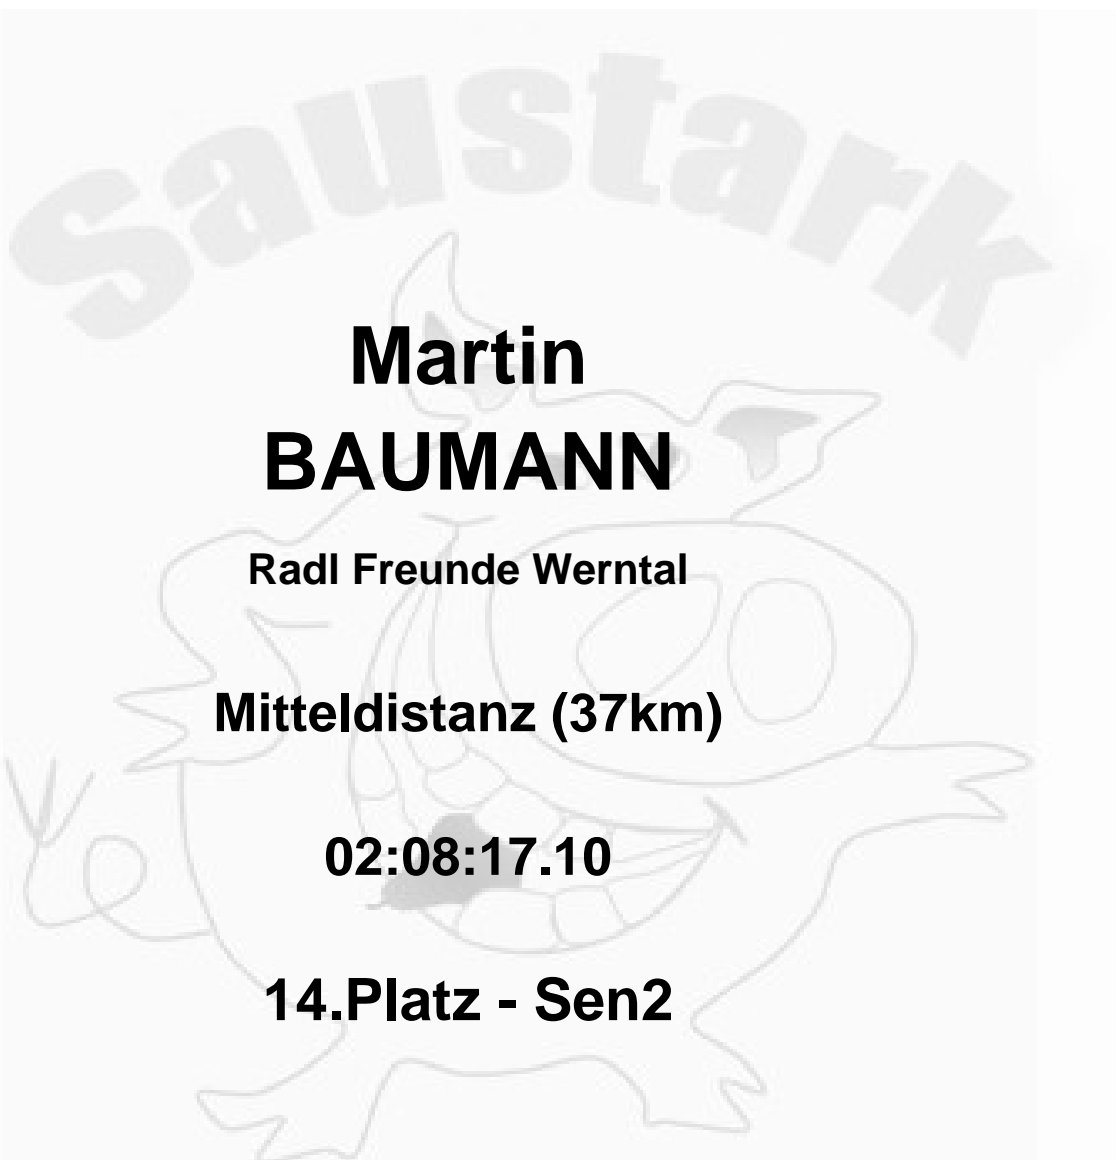 Saustark
Martin
BAUMANN
Radl Freunde Werntal
Mitteldistanz (37km)
02:08:17.10
14.Platz - Sen2